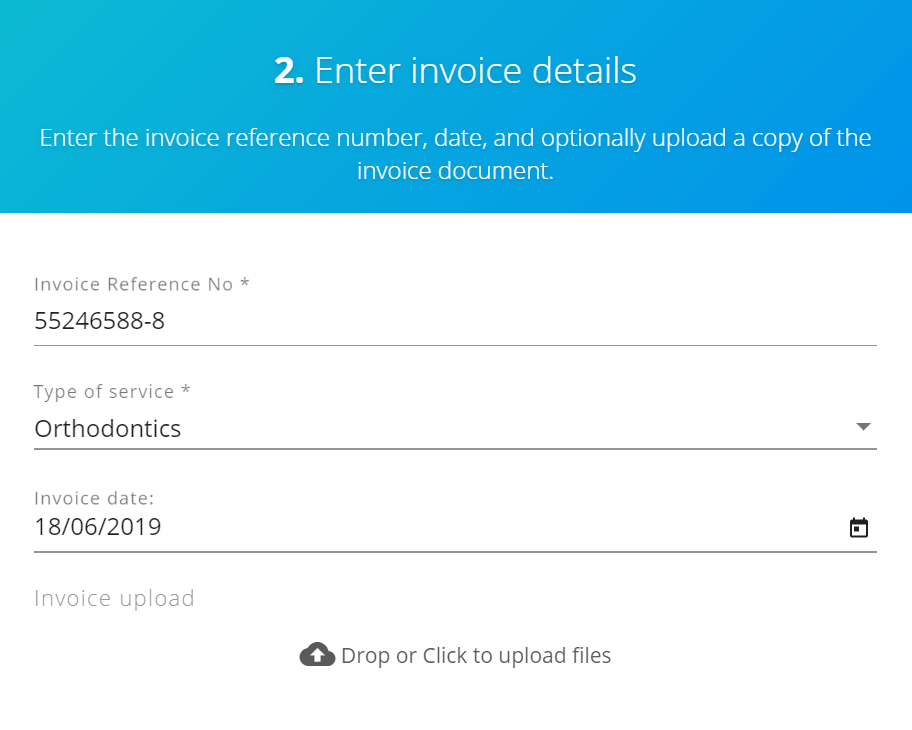 2. Enter invoice details
Enter the invoice reference number, date, and optionally upload a copy of the
invoice document.
Invoice Reference No *
55246588-8
Type of service *
Orthodontics
Invoice date:
18/06/2019
Invoice upload
Drop or Click to upload files